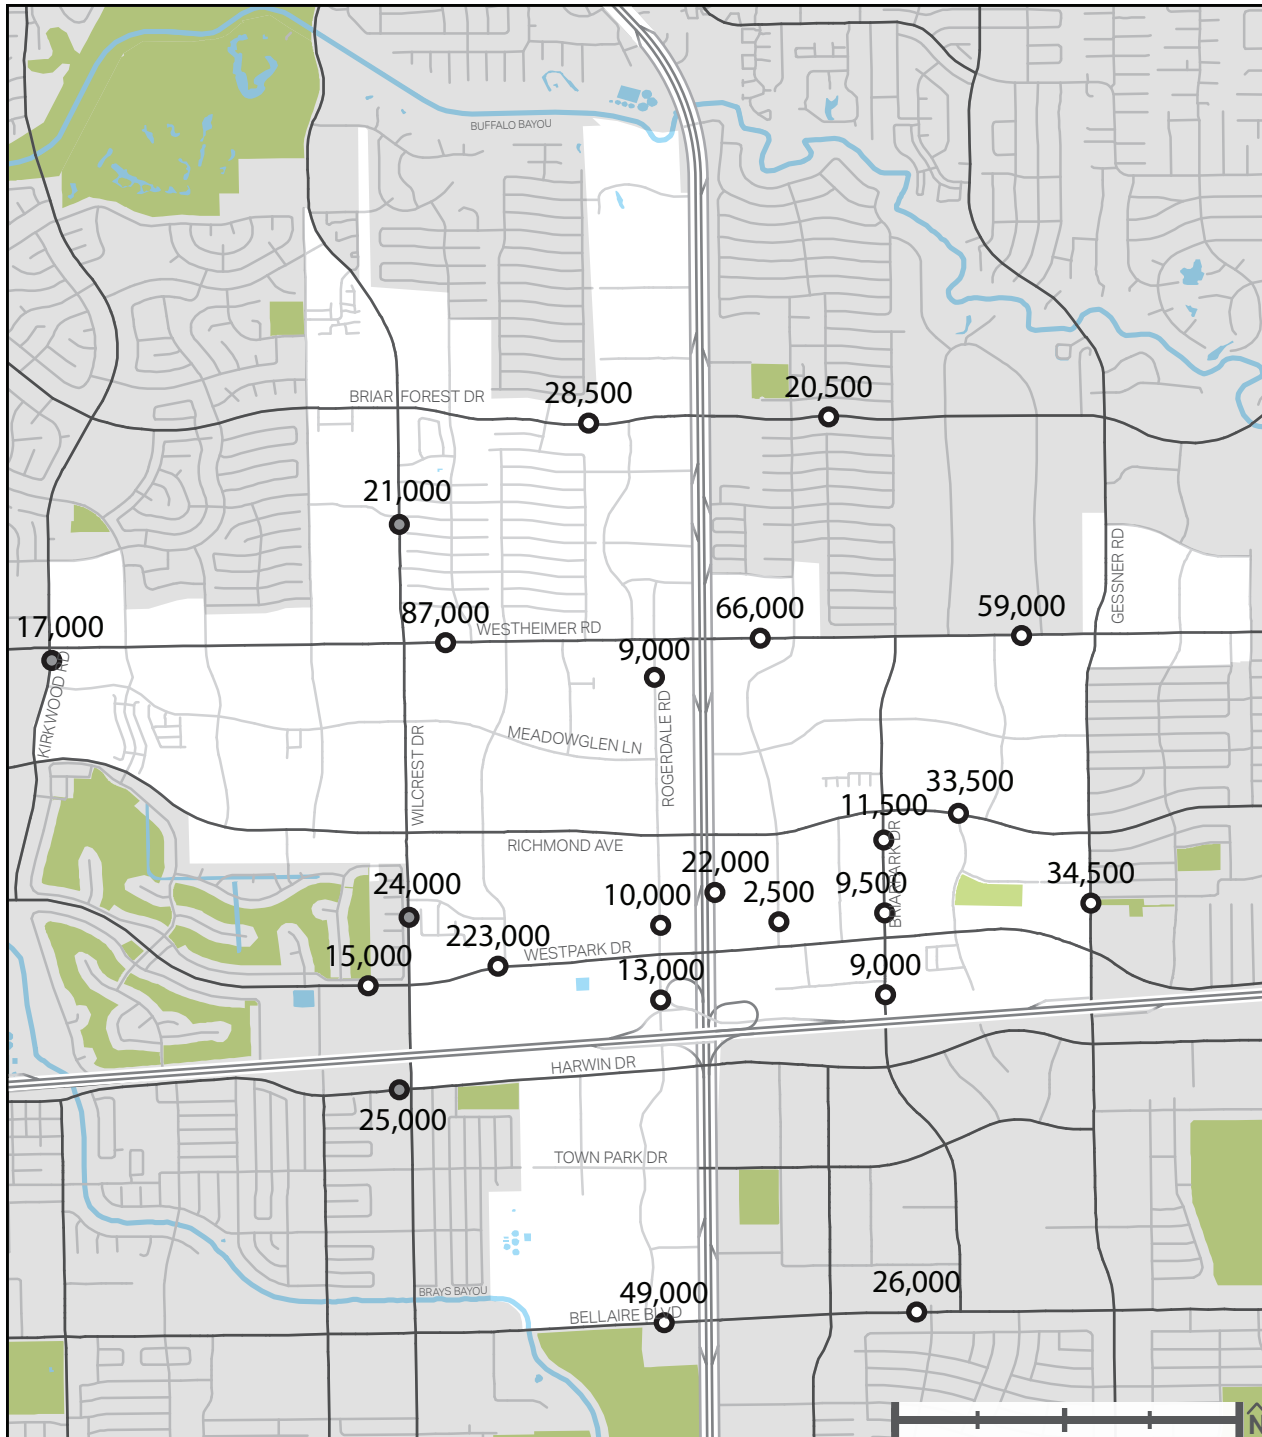 BUFFALO BAYOU
BRIAR FOREST DR
28,500
20,500
21,000
GESSNER RD
17,000
87,000
WESTHEIMER RD
66,000
59,000
9,000
KIRKWOOD RD
WILCREST DR
MEADOWGLEN LN
ROGERDALE RD
33,500
11,500
BRIARPARK DR
RICHMOND AVE
22,000
24,000
10,000
2,500
9,500
34,500
223,000
WESTPARK DR
15,000
13,000
9,000
HARWIN DR
25,000
TOWN PARK DR
BRAYS BAYOU
49,000
BELLAIRE BLVD
26,000
N